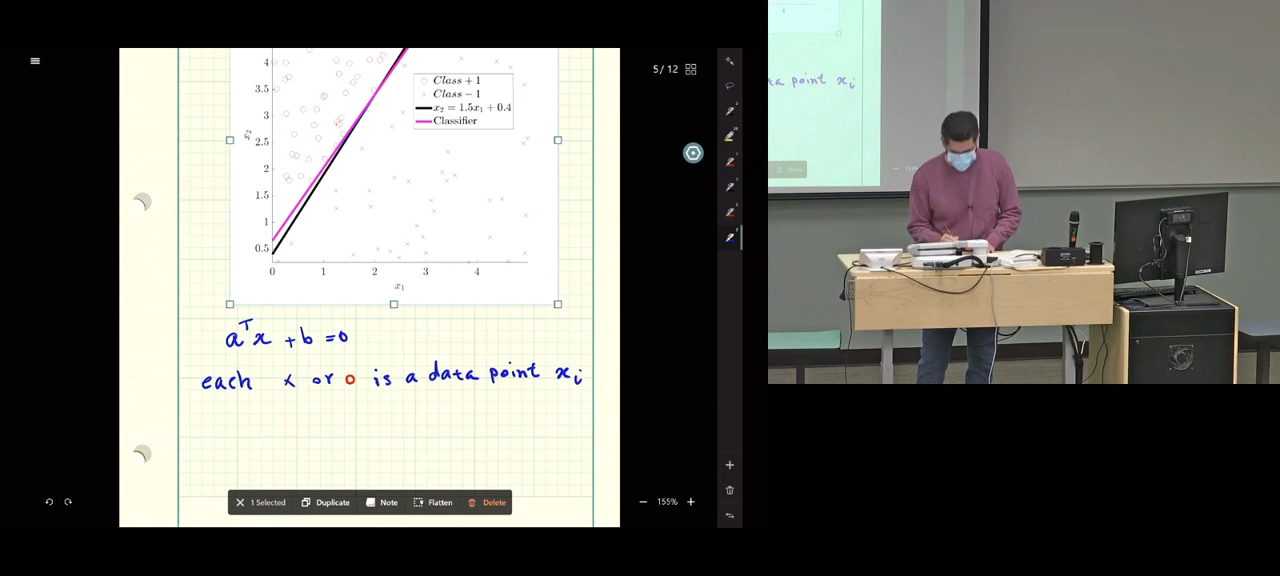 5 / 12
4
3.5
3
2.5
2
1.5
1
0.5
x₂
0 1 2 3 4
x₁
Class + 1
Class − 1
x₂ = 1.5x₁ + 0.4
Classifier
aᵀx + b = 0
each x or o is a data point xᵢ
1 Selected Duplicate Note Flatten Delete
155%
ta point xᵢ